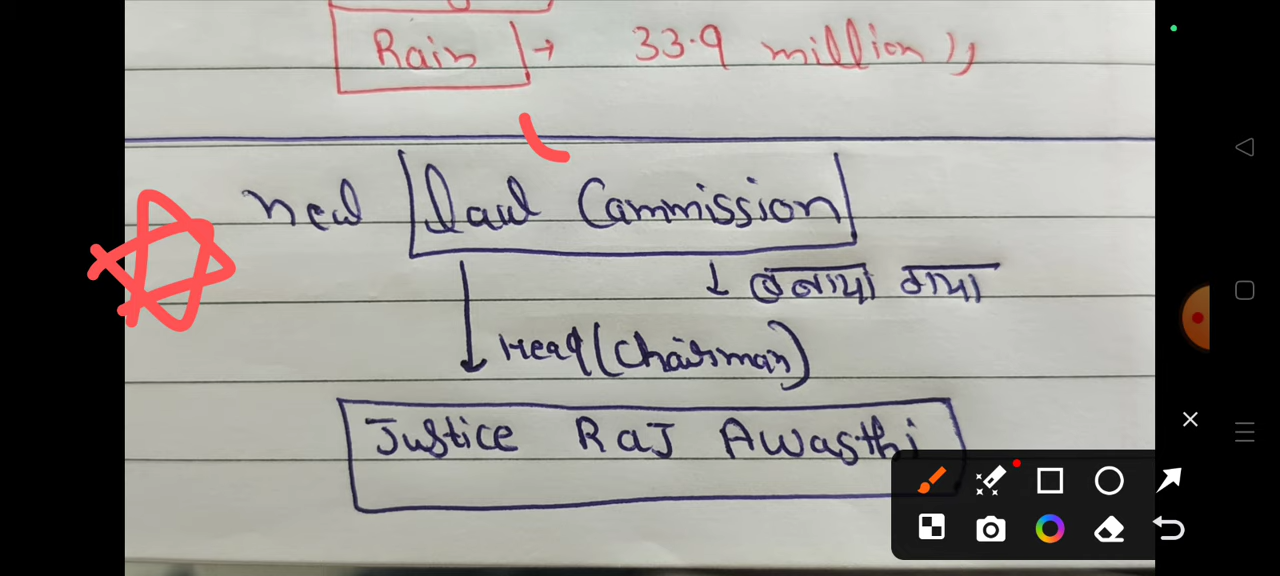 Rain → 33.9 million,,
New Law Commission
↓ बनाया गया
↓ Head (Chairman)
Justice RaJ Awasthi